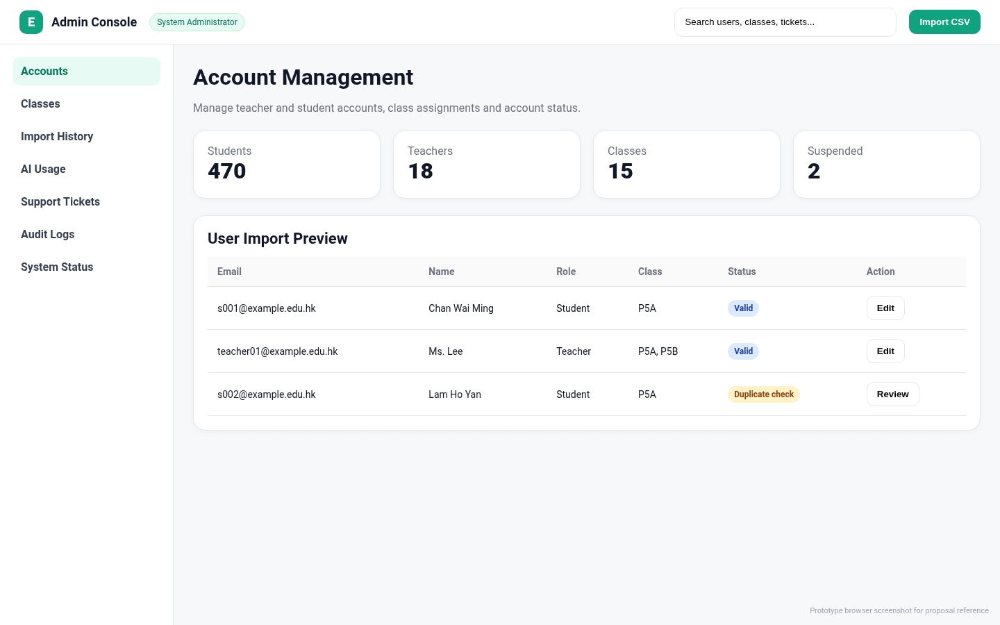 E Admin Console System Administrator Search users, classes, tickets... Import CSV
Accounts
Classes
Import History
AI Usage
Support Tickets
Audit Logs
System Status
Account Management
Manage teacher and student accounts, class assignments and account status.
Students
470
Teachers
18
Classes
15
Suspended
2
User Import Preview
Email Name Role Class Status Action
s001@example.edu.hk Chan Wai Ming Student P5A Valid Edit
teacher01@example.edu.hk Ms. Lee Teacher P5A, P5B Valid Edit
s002@example.edu.hk Lam Ho Yan Student P5A Duplicate check Review
Prototype browser screenshot for proposal reference